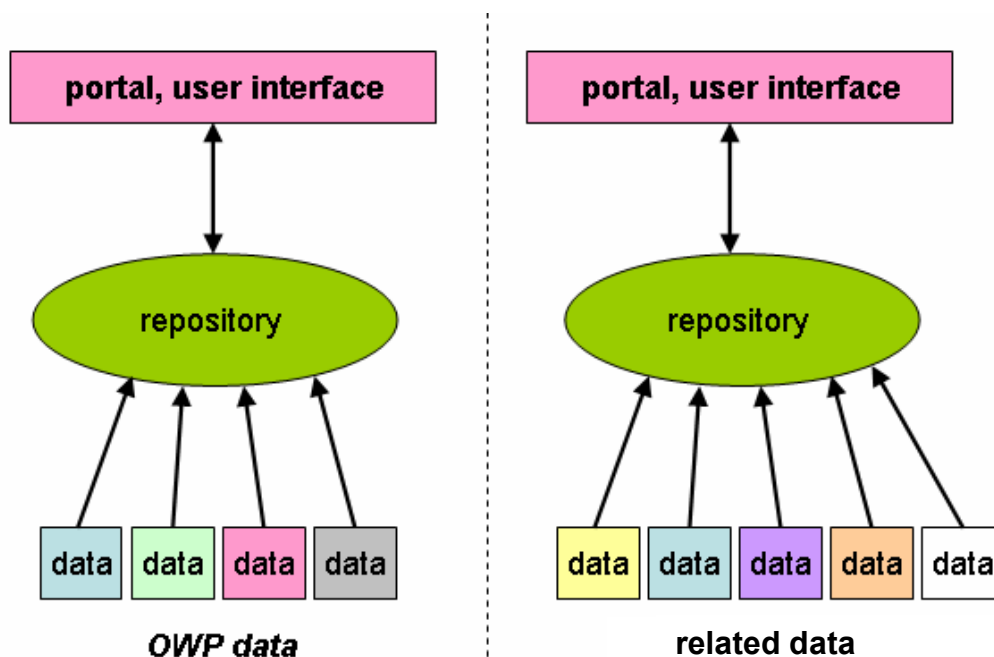 portal, user interface
repository
data data data data
OWP data
portal, user interface
repository
data data data data data
related data